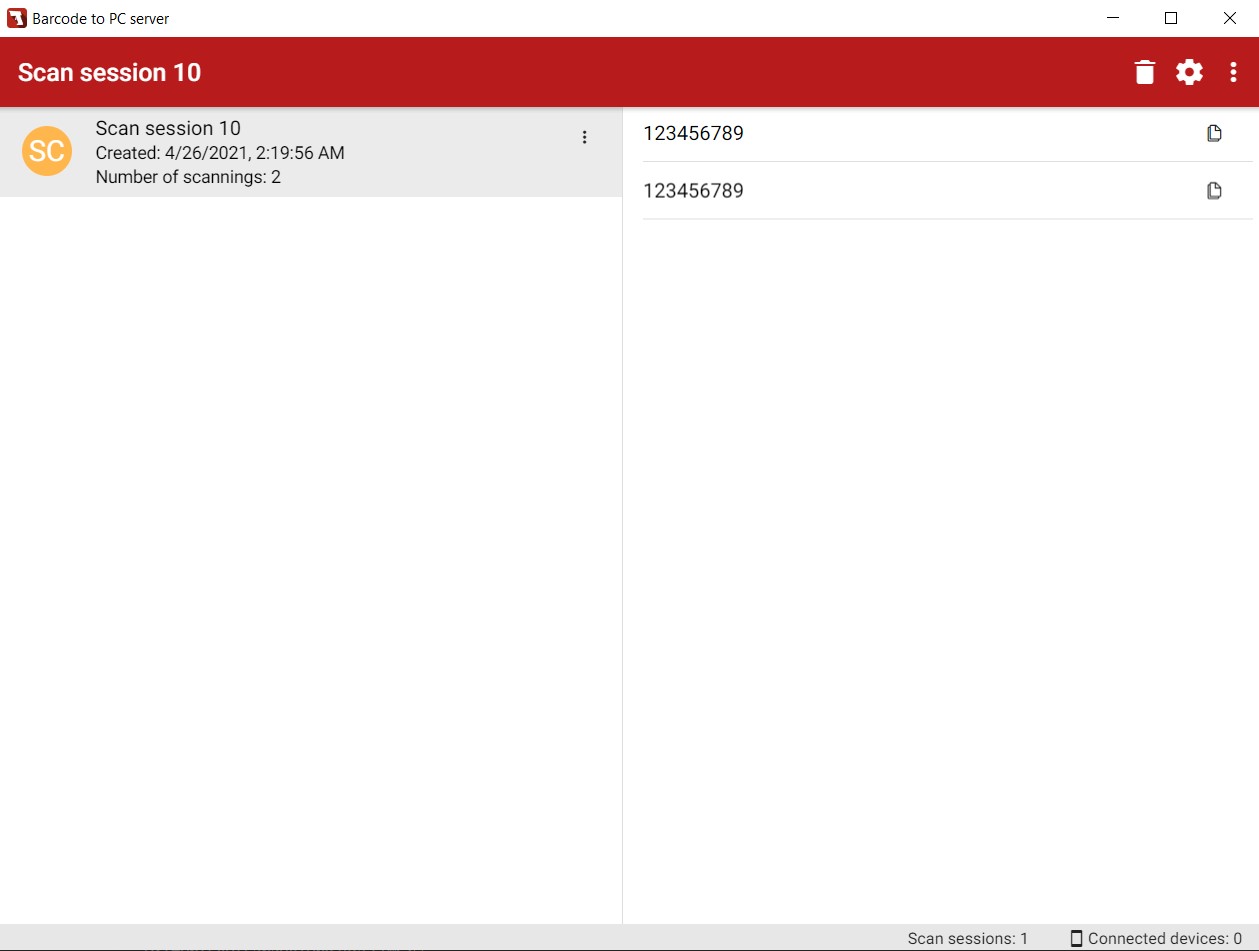 Barcode to PC server
Scan session 10
SC
Scan session 10
Created: 4/26/2021, 2:19:56 AM
Number of scannings: 2
123456789
123456789
Scan sessions: 1
Connected devices: 0